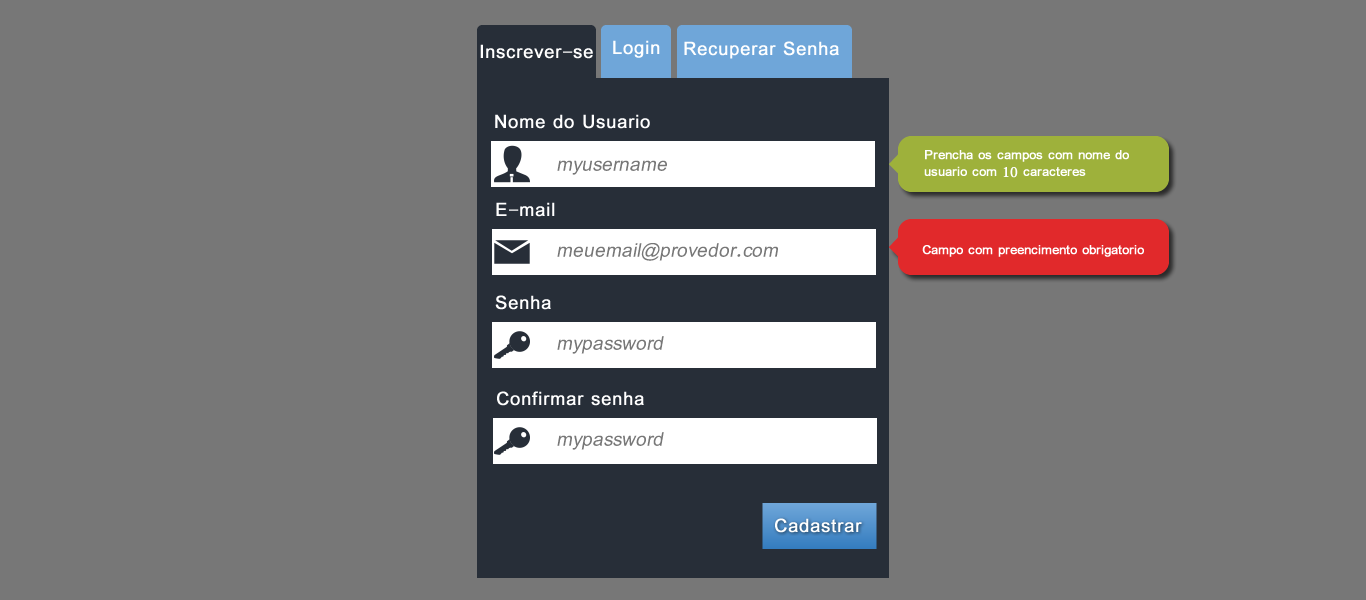 Inscrever-se
Login
Recuperar Senha
Nome do Usuario
myusername
Prencha os campos com nome do
usuario com 10 caracteres
E-mail
meuemail@provedor.com
Campo com preencimento obrigatorio
Senha
mypassword
Confirmar senha
mypassword
Cadastrar